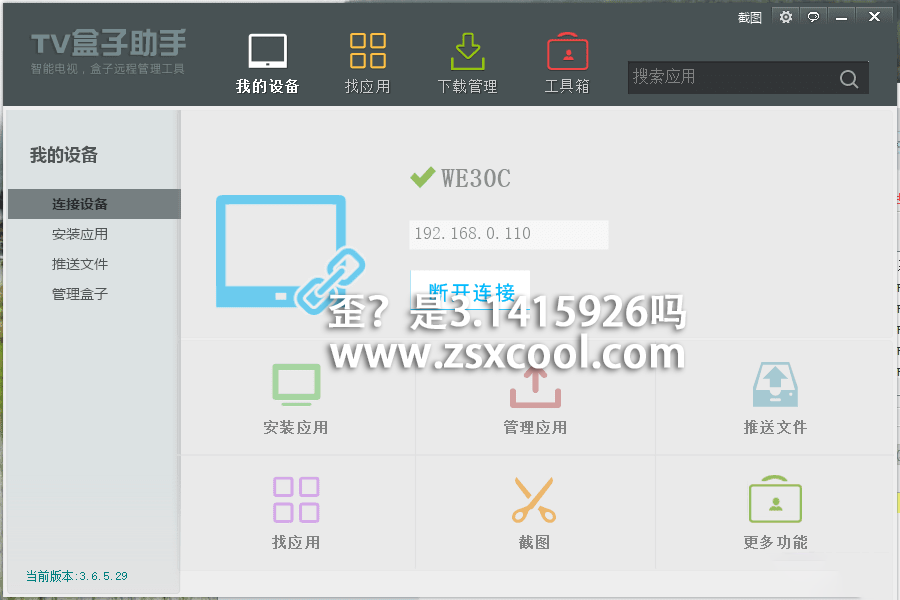 截图
TV盒子助手
智能电视，盒子远程管理工具
我的设备
找应用
下载管理
工具箱
搜索应用
我的设备
连接设备
安装应用
推送文件
管理盒子
WE30C
192.168.0.110
断开连接
歪？是3.1415926吗
www.zsxcool.com
安装应用
管理应用
推送文件
找应用
截图
更多功能
当前版本:3.6.5.29